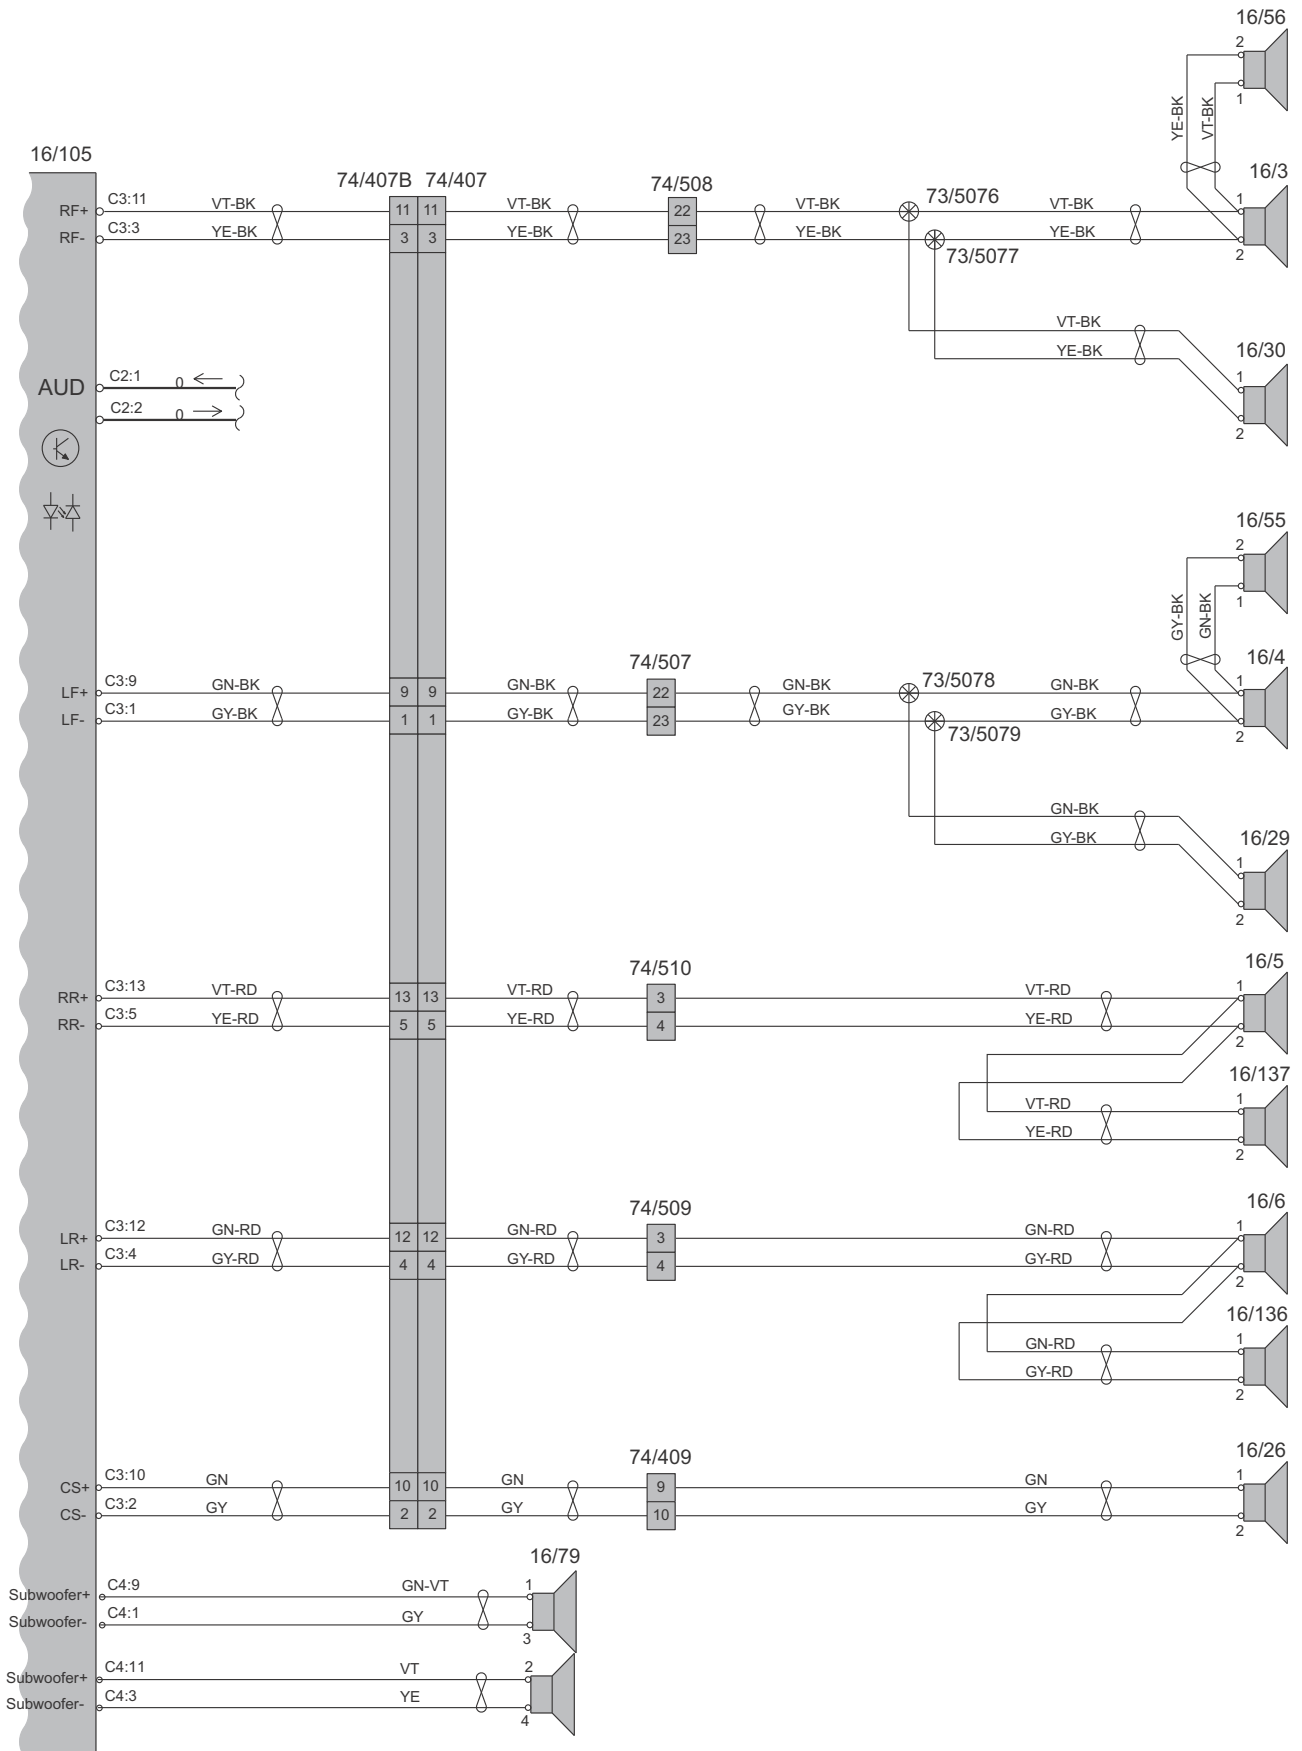 16/56
2
1
YE-BK
VT-BK
16/105
74/407B 74/407
74/508
73/5076
16/3
RF+ C3:11 VT-BK 11 11 VT-BK 22 VT-BK VT-BK 1
RF- C3:3 YE-BK 3 3 YE-BK 23 YE-BK YE-BK 2
73/5077
VT-BK
YE-BK
16/30
1
2
AUD C2:1 0
C2:2 0
16/55
2
1
GY-BK
GN-BK
74/507
73/5078
16/4
LF+ C3:9 GN-BK 9 9 GN-BK 22 GN-BK GN-BK 1
LF- C3:1 GY-BK 1 1 GY-BK 23 GY-BK GY-BK 2
73/5079
GN-BK
GY-BK
16/29
1
2
74/510
16/5
RR+ C3:13 VT-RD 13 13 VT-RD 3 VT-RD 1
RR- C3:5 YE-RD 5 5 YE-RD 4 YE-RD 2
16/137
VT-RD 1
YE-RD 2
74/509
16/6
LR+ C3:12 GN-RD 12 12 GN-RD 3 GN-RD 1
LR- C3:4 GY-RD 4 4 GY-RD 4 GY-RD 2
16/136
GN-RD 1
GY-RD 2
74/409
16/26
CS+ C3:10 GN 10 10 GN 9 GN 1
CS- C3:2 GY 2 2 GY 10 GY 2
16/79
Subwoofer+ C4:9 GN-VT 1
Subwoofer- C4:1 GY 3
Subwoofer+ C4:11 VT 2
Subwoofer- C4:3 YE 4